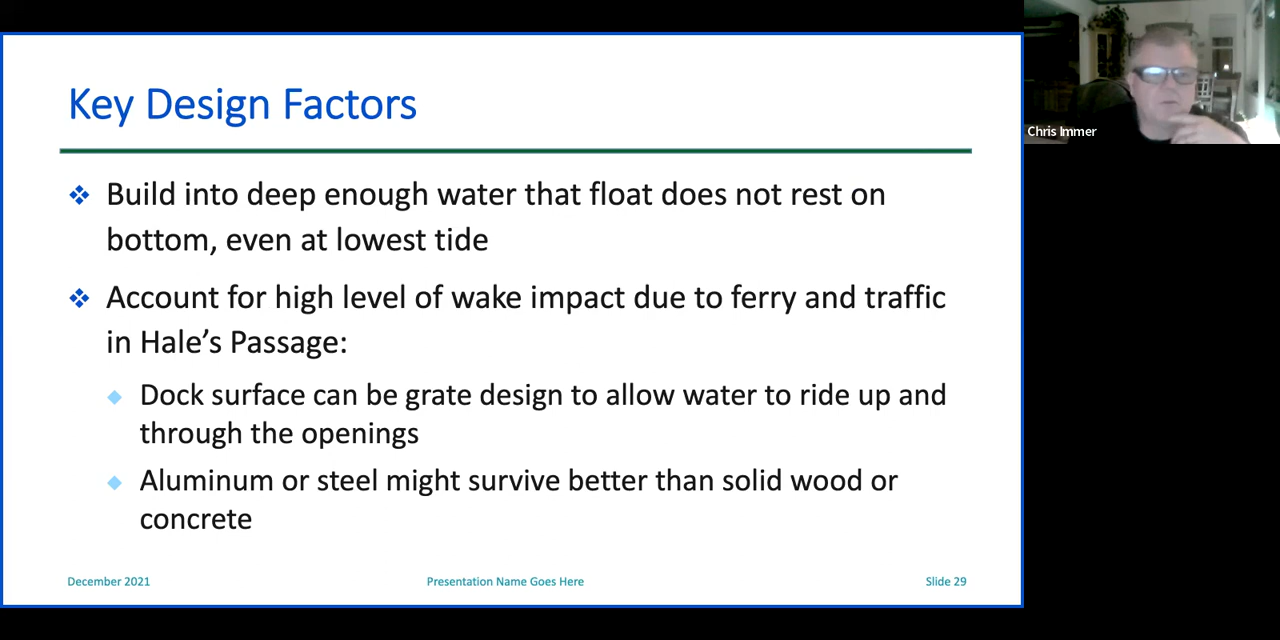 Key Design Factors
Build into deep enough water that float does not rest on
bottom, even at lowest tide
Account for high level of wake impact due to ferry and traffic
in Hale’s Passage:
Dock surface can be grate design to allow water to ride up and
through the openings
Aluminum or steel might survive better than solid wood or
concrete
December 2021
Presentation Name Goes Here
Slide 29
Chris Immer